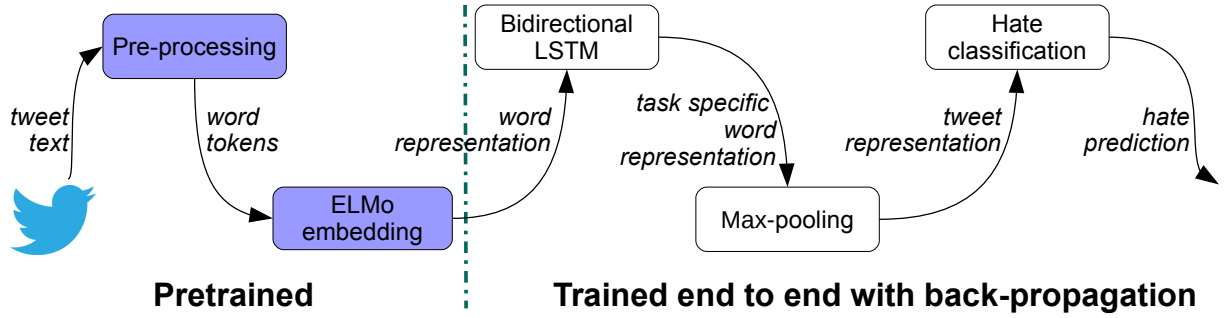 tweet
text
Pre-processing
word
tokens
ELMo
embedding
word
representation
Bidirectional
LSTM
task specific
word
representation
Max-pooling
tweet
representation
Hate
classification
hate
prediction
Pretrained
Trained end to end with back-propagation